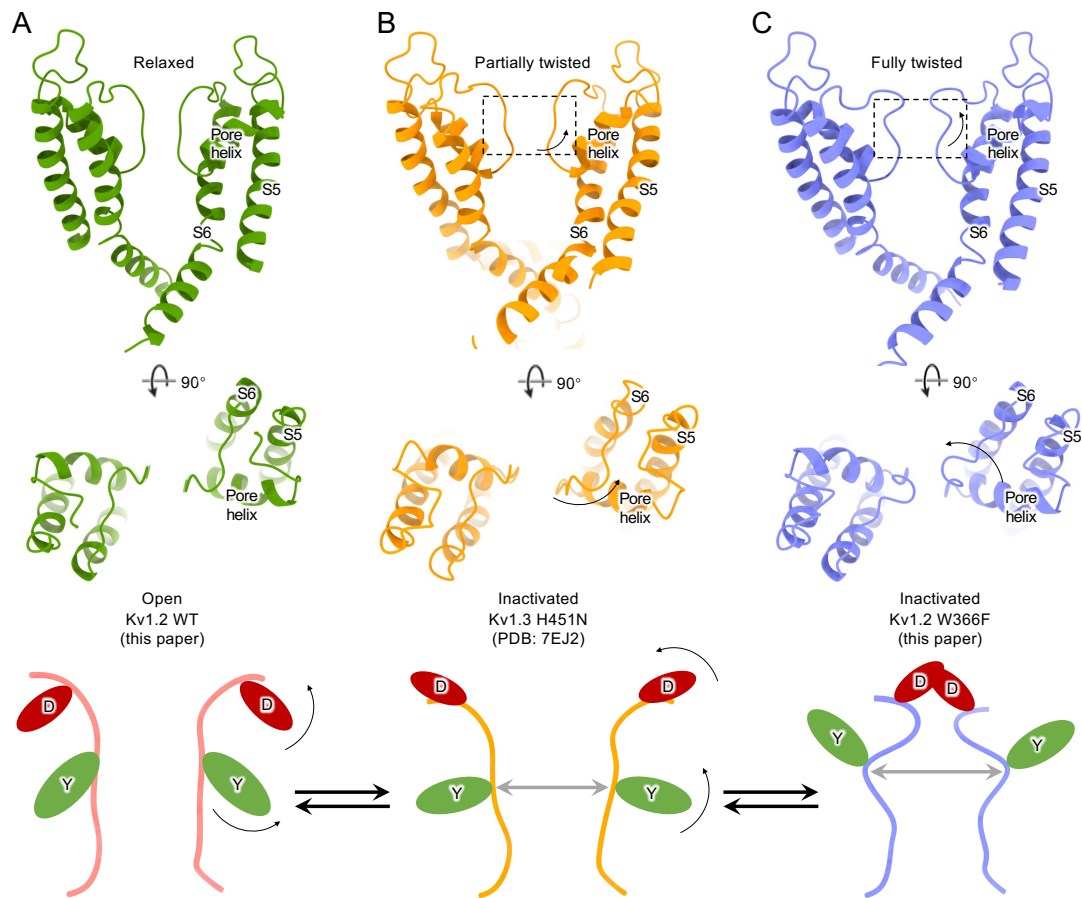 A
Relaxed
Pore
helix
S5
S6
90°
S6
S5
Pore
helix
Open
Kv1.2 WT
(this paper)
D
D
Y
Y
B
Partially twisted
Pore
helix
S5
S6
90°
S6
S5
Pore
helix
Inactivated
Kv1.3 H451N
(PDB: 7EJ2)
D
D
Y
Y
C
Fully twisted
Pore
helix
S5
S6
90°
S6
S5
Pore
helix
Inactivated
Kv1.2 W366F
(this paper)
D
D
Y
Y